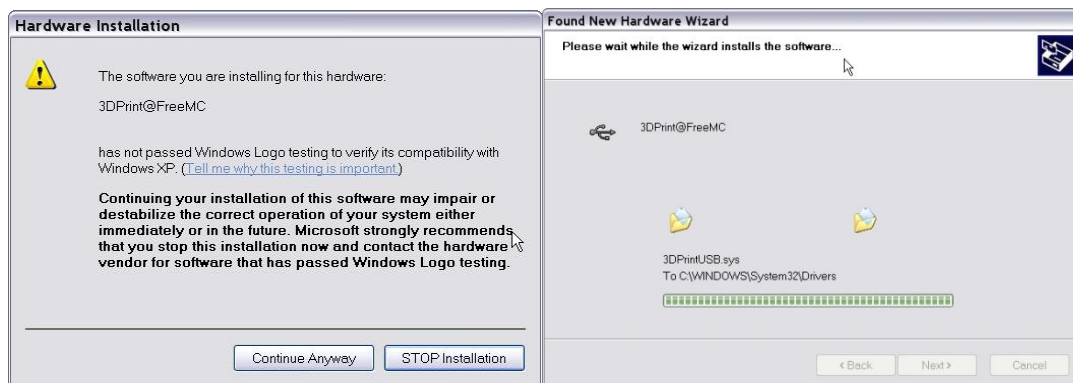 Hardware Installation
The software you are installing for this hardware:
3DPrint@FreeMC
has not passed Windows Logo testing to verify its compatibility with
Windows XP. (Tell me why this testing is important.)
Continuing your installation of this software may impair or
destabilize the correct operation of your system either
immediately or in the future. Microsoft strongly recommends
that you stop this installation now and contact the hardware
vendor for software that has passed Windows Logo testing.
Continue Anyway
STOP Installation
Found New Hardware Wizard
Please wait while the wizard installs the software...
3DPrint@FreeMC
3DPrintUSB.sys
To C:\WINDOWS\System32\Drivers
< Back
Next >
Cancel